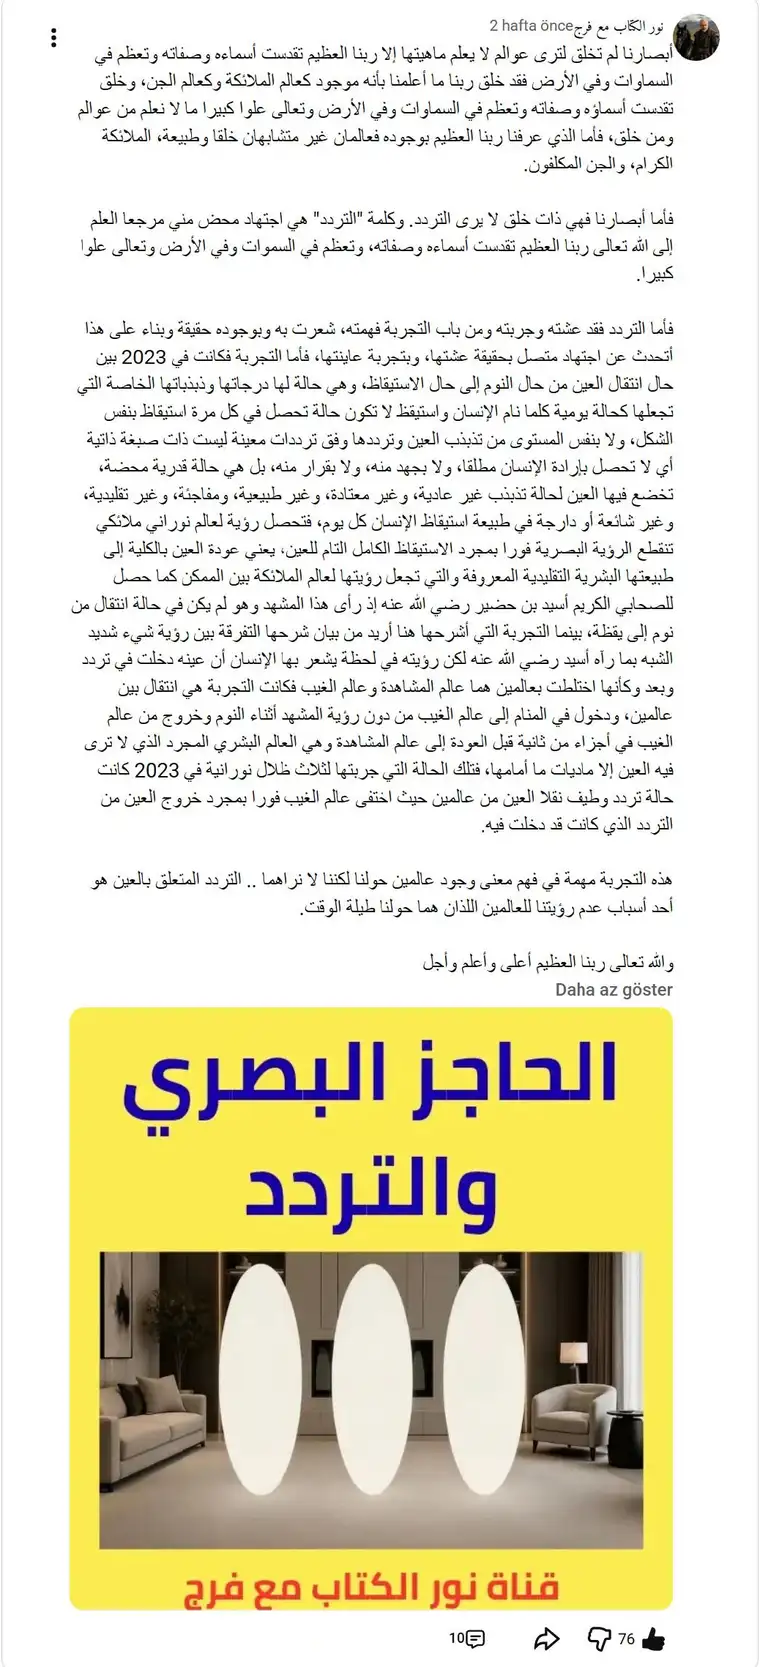 نور الكتاب مع فرج 2 hafta önce
أبصارنا لم تخلق لترى عوالم لا يعلم ماهيتها إلا ربنا العظيم تقدست أسماءه وصفاته وتعظم في
السماوات وفي الأرض فقد خلق ربنا ما أعلمنا بأنه موجود كعالم الملائكة وكعالم الجن، وخلق
تقدست أسماؤه وصفاته وتعظم في السماوات وفي الأرض وتعالى علوا كبيرا ما لا نعلم من عوالم
ومن خلق، فأما الذي عرفنا ربنا العظيم بوجوده فعالمان غير متشابهان خلقا وطبيعة، الملائكة
الكرام، والجن المكلفون.
فأما أبصارنا فهي ذات خلق لا يرى التردد. وكلمة "التردد" هي اجتهاد محض مني مرجعا العلم
إلى الله تعالى ربنا العظيم تقدست أسماءه وصفاته، وتعظم في السموات وفي الأرض وتعالى علوا
كبيرا.
فأما التردد فقد عشته وجربته ومن باب التجربة فهمته، شعرت به وبوجوده حقيقة وبناء على هذا
أتحدث عن اجتهاد متصل بحقيقة عشتها، وبتجربة عاينتها، فأما التجربة فكانت في 2023 بين
حال انتقال العين من حال النوم إلى حال الاستيقاظ، وهي حالة لها درجاتها وذبذباتها الخاصة التي
تجعلها كحالة يومية كلما نام الإنسان واستيقظ لا تكون حالة تحصل في كل مرة استيقاظ بنفس
الشكل، ولا بنفس المستوى من تذبذب العين وترددها وفق ترددات معينة ليست ذات صبغة ذاتية
أي لا تحصل بإرادة الإنسان مطلقا، ولا بجهد منه، ولا بقرار منه، بل هي حالة قدرية محضة،
تخضع فيها العين لحالة تذبذب غير عادية، وغير معتادة، وغير طبيعية، ومفاجئة، وغير تقليدية،
وغير شائعة أو دارجة في طبيعة استيقاظ الإنسان كل يوم، فتحصل رؤية لعالم نوراني ملائكي
تنقطع الرؤية البصرية فورا بمجرد الاستيقاظ الكامل التام للعين، يعني عودة العين بالكلية إلى
طبيعتها البشرية التقليدية المعروفة والتي تجعل رؤيتها لعالم الملائكة بين الممكن كما حصل
للصحابي الكريم أسيد بن حضير رضي الله عنه إذ رأى هذا المشهد وهو لم يكن في حالة انتقال من
نوم إلى يقظة، بينما التجربة التي أشرحها هنا أريد من بيان شرحها التفرقة بين رؤية شيء شديد
الشبه بما رآه أسيد رضي الله عنه لكن رؤيته في لحظة يشعر بها الإنسان أن عينه دخلت في تردد
وبعد وكأنها اختلطت بعالمين هما عالم المشاهدة وعالم الغيب فكانت التجربة هي انتقال بين
عالمين، ودخول في المنام إلى عالم الغيب من دون رؤية المشهد أثناء النوم وخروج من عالم
الغيب في أجزاء من ثانية قبل العودة إلى عالم المشاهدة وهي العالم البشري المجرد الذي لا ترى
فيه العين إلا ماديات ما أمامها، فتلك الحالة التي جربتها لثلاث ظلال نورانية في 2023 كانت
حالة تردد وطيف نقلا العين من عالمين حيث اختفى عالم الغيب فورا بمجرد خروج العين من
التردد الذي كانت قد دخلت فيه.
هذه التجربة مهمة في فهم معنى وجود عالمين حولنا لكننا لا نراهما .. التردد المتعلق بالعين هو
أحد أسباب عدم رؤيتنا للعالمين اللذان هما حولنا طيلة الوقت.
والله تعالى ربنا العظيم أعلى وأعلم وأجل
Daha az göster
الحاجز البصري
والتردد
قناة نور الكتاب مع فرج
76
10